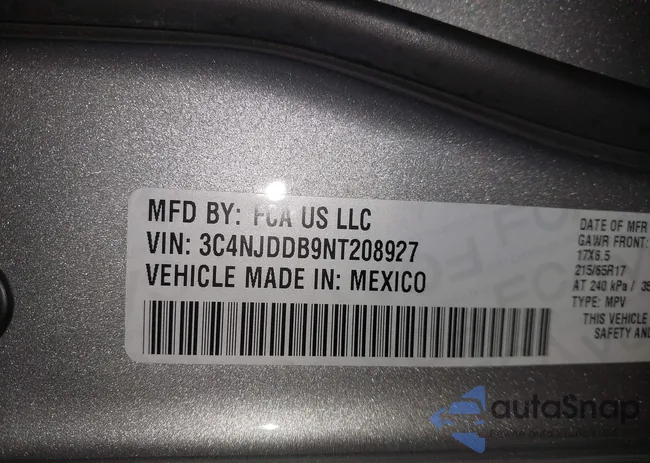 MFD BY: FCA US LLC
VIN: 3C4NJDDB9NT208927
VEHICLE MADE IN: MEXICO
DATE OF MFR
GAWR FRONT:
17X6.5
215/65R17
AT 240 kPa / 35
TYPE: MPV
THIS VEHICLE
SAFETY AND
autoSnap